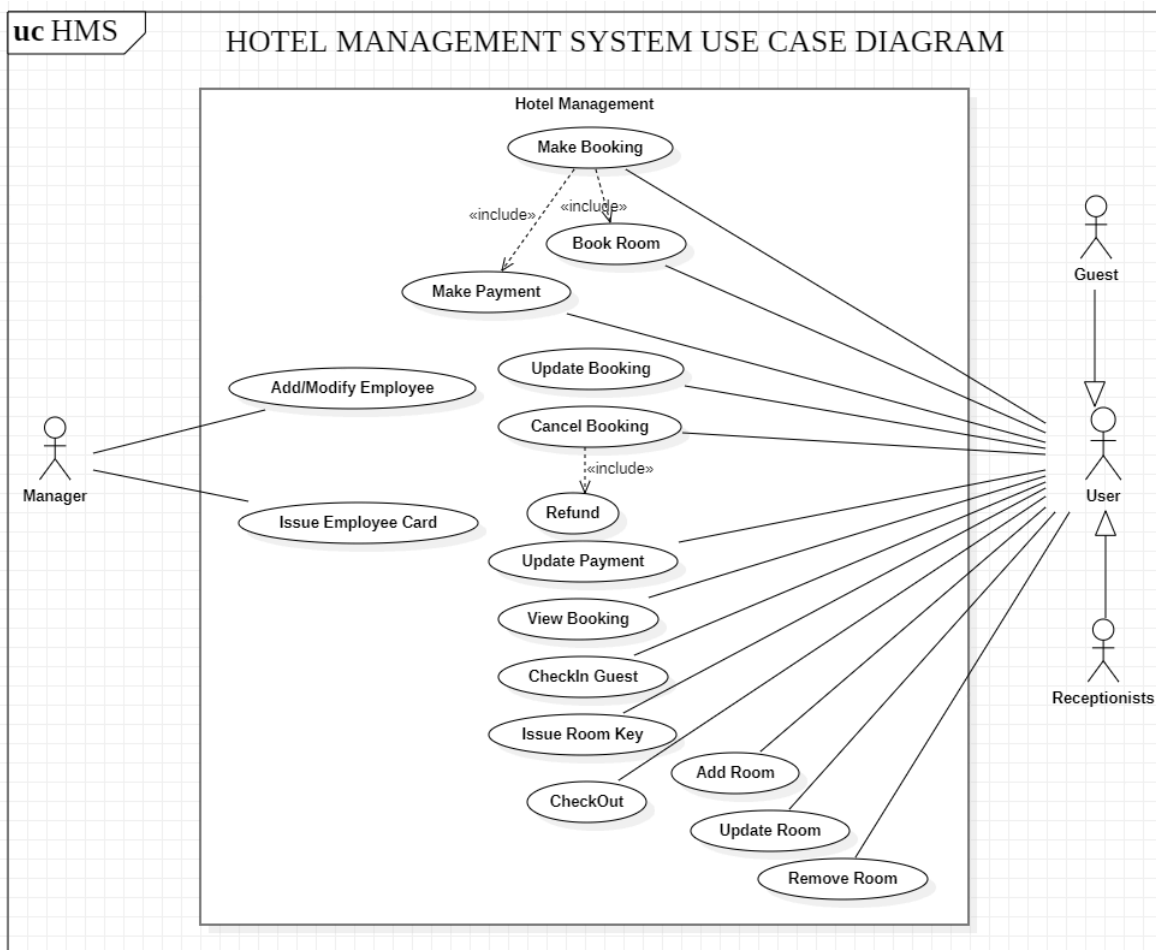 uc HMS
HOTEL MANAGEMENT SYSTEM USE CASE DIAGRAM
Hotel Management
Make Booking
«include»
«include»
Book Room
Make Payment
Guest
Update Booking
Add/Modify Employee
Cancel Booking
«include»
Manager
User
Refund
Issue Employee Card
Update Payment
View Booking
CheckIn Guest
Receptionists
Issue Room Key
Add Room
CheckOut
Update Room
Remove Room